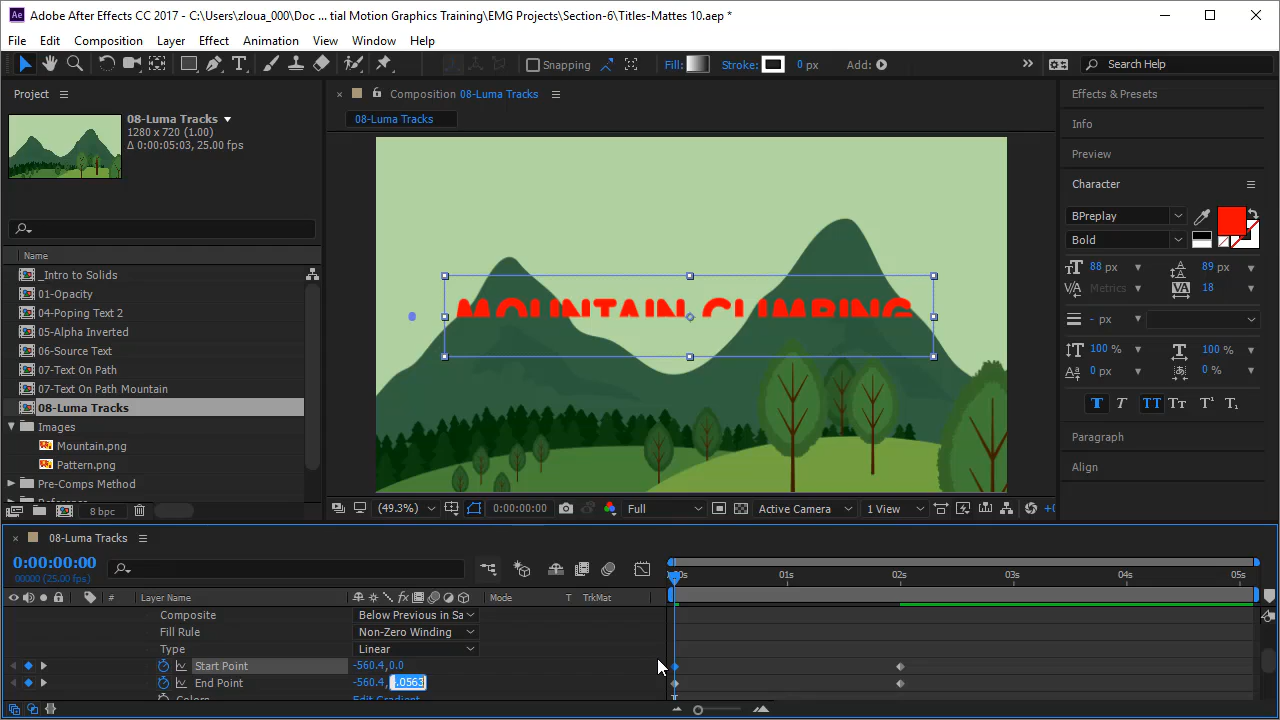 Adobe After Effects CC 2017 - C:\Users\zloua_000\Doc ... tial Motion Graphics Training\EMG Projects\Section-6\Titles-Mattes 10.aep *
File Edit Composition Layer Effect Animation View Window Help
Snapping Fill: Stroke: 0 px Add: Search Help
Project
08-Luma Tracks
1280 x 720 (1.00)
Δ 0:00:05:03, 25.00 fps
Name
_Intro to Solids
01-Opacity
04-Poping Text 2
05-Alpha Inverted
06-Source Text
07-Text On Path
07-Text On Path Mountain
08-Luma Tracks
Images
Mountain.png
Pattern.png
Pre-Comps Method
8 bpc
Composition 08-Luma Tracks
08-Luma Tracks
MOUNTAIN CLIMBING
(49.3%) 0:00:00:00 Full Active Camera 1 View +0
Effects & Presets
Info
Preview
Character
BPreplay
Bold
88 px 89 px
Metrics 18
- px
100 % 100 %
0 px 0 %
T T TT Tт T¹ T₁
Paragraph
Align
08-Luma Tracks
0:00:00:00
00000 (25.00 fps)
# Layer Name Mode T TrkMat
01s 02s 03s 04s 05s
Composite Below Previous in Sa
Fill Rule Non-Zero Winding
Type Linear
Start Point -560.4,0.0
End Point -560.4, .0563
Colors Edit Gradient